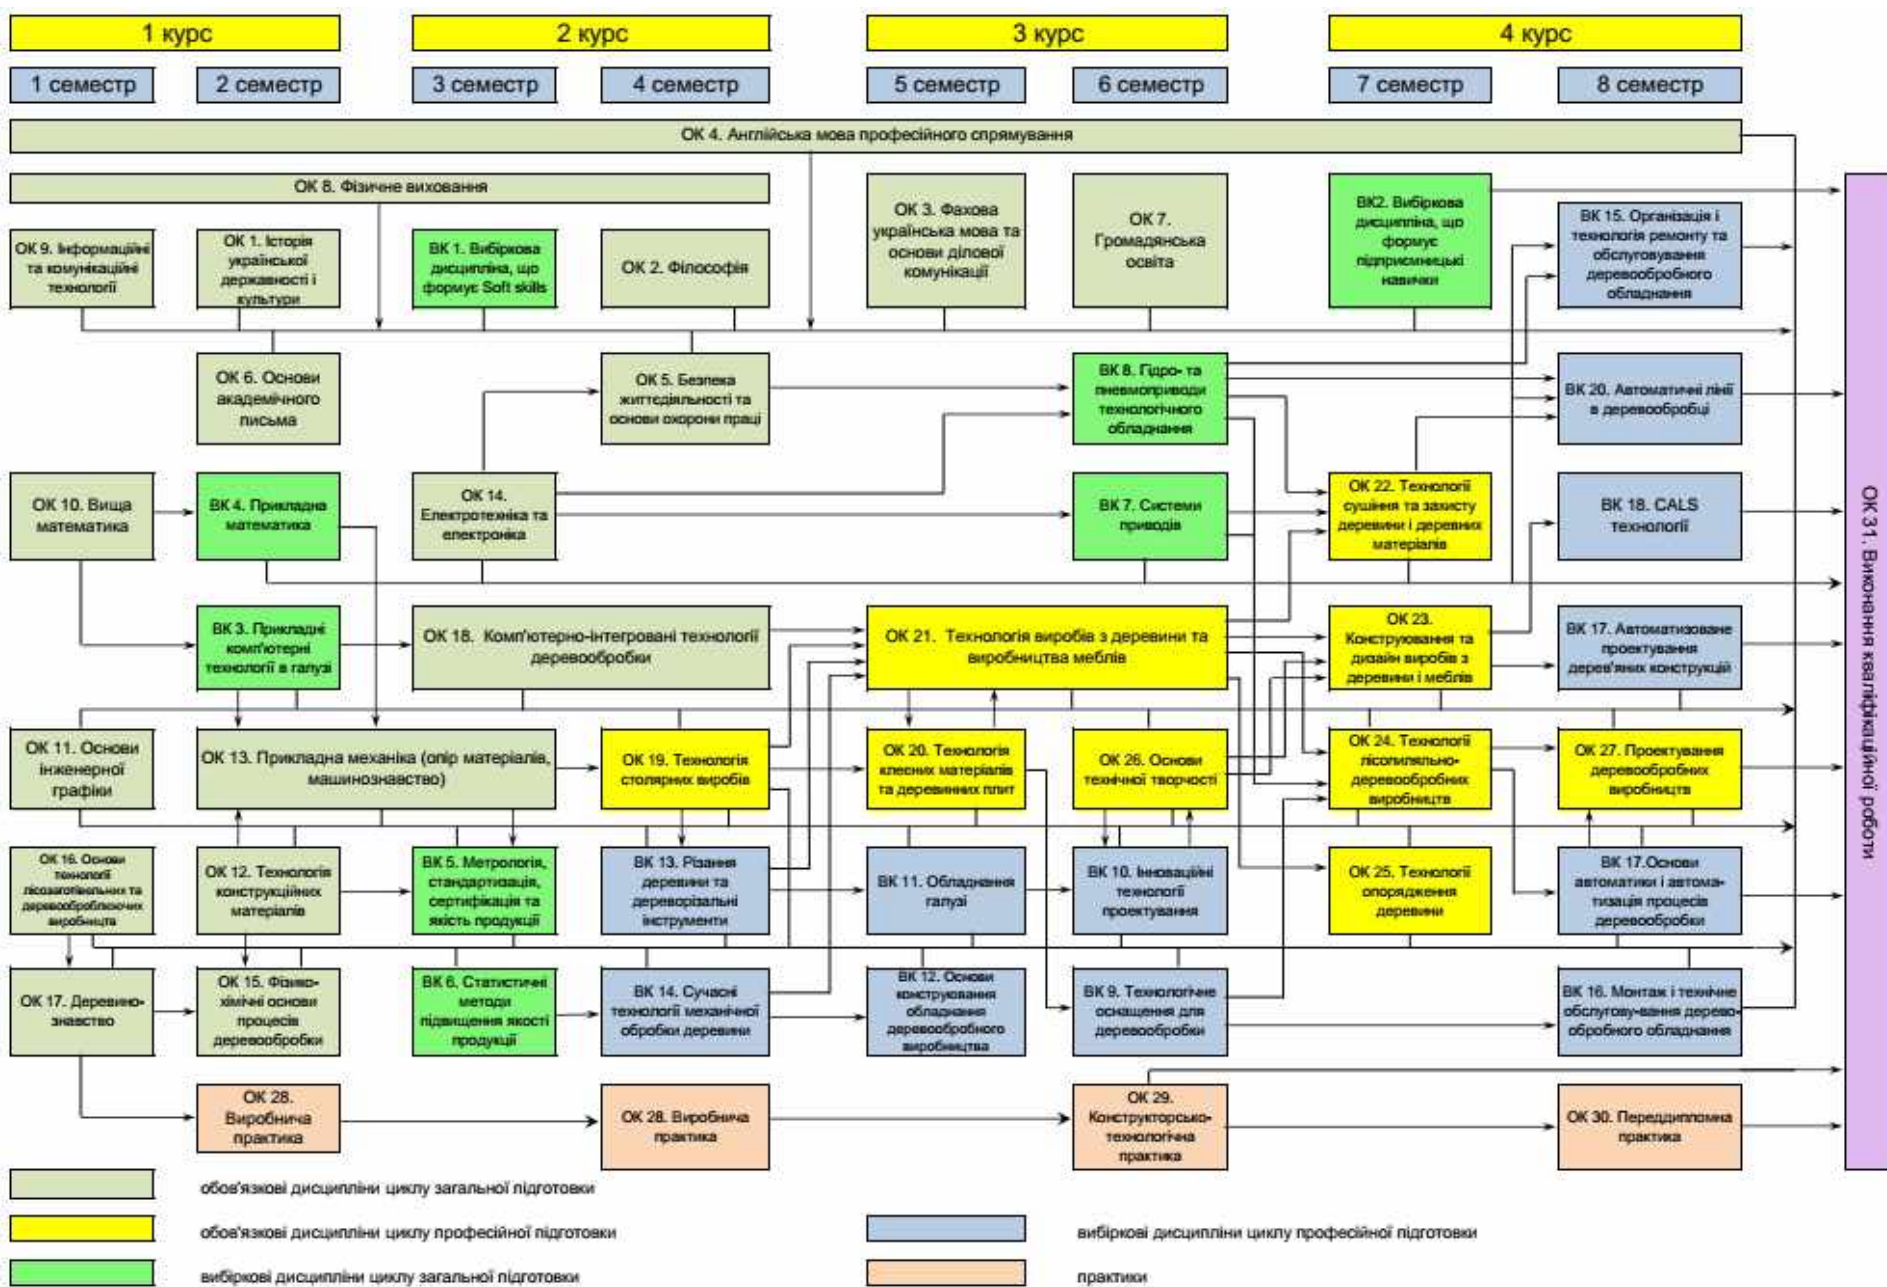 1 курс
2 курс
3 курс
4 курс
1 семестр
2 семестр
3 семестр
4 семестр
5 семестр
6 семестр
7 семестр
8 семестр
ОК 4. Англійська мова професійного спрямування
ОК 8. Фізичне виховання
ОК 9. Інформаційні
та комунікаційні
технології
ОК 1. Історія
української
державності і
культури
ВК 1. Вибіркова
дисципліна, що
формує Soft skills
ОК 2. Філософія
ОК 3. Фахова
українська мова та
основи ділової
комунікації
ОК 7.
Громадянська
освіта
ВК2. Вибіркова
дисципліна, що
формує
підприємницькі
навички
ВК 15. Організація і
технологія ремонту та
обслуговування
деревообробного
обладнання
ОК 6. Основи
академічного
письма
ОК 5. Безпека
життєдіяльності та
основи охорони праці
ВК 8. Гідро- та
пневмоприводи
технологічного
обладнання
ВК 20. Автоматичні лінії
в деревообробці
ОК 10. Вища
математика
ВК 4. Прикладна
математика
ОК 14.
Електротехніка та
електроніка
ВК 7. Системи
приводів
ОК 22. Технології
сушіння та захисту
деревини і деревних
матеріалів
ВК 18. CALS
технології
ВК 3. Прикладні
комп'ютерні
технології в галузі
ОК 18. Комп'ютерно-інтегровані технології
деревообробки
ОК 21. Технологія виробів з деревини та
виробництва меблів
ОК 23.
Конструювання та
дизайн виробів з
деревини і меблів
ВК 17. Автоматизоване
проектування
дерев'яних конструкцій
ОК 11. Основи
інженерної
графіки
ОК 13. Прикладна механіка (опір матеріалів,
машинознавство)
ОК 19. Технологія
столярних виробів
ОК 20. Технологія
клеєних матеріалів
та деревинних плит
ОК 26. Основи
технічної творчості
ОК 24. Технології
лісопиляльно-
деревообробних
виробництв
ОК 27. Проектування
деревообробних
виробництв
ОК 16. Основи
технології
лісозаготівельних та
деревооброблюючих
виробництв
ОК 12. Технологія
конструкційних
матеріалів
ВК 5. Метрологія,
стандартизація,
сертифікація та
якість продукції
ВК 13. Різання
деревини та
дереворізальні
інструменти
ВК 11. Обладнання
галузі
ВК 10. Інноваційні
технології
проектування
ОК 25. Технології
опорядження
деревини
ВК 17.Основи
автоматики і автома-
тизація процесів
деревообробки
ОК 17. Деревино-
знавство
ОК 15. Фізико-
хімічні основи
процесів
деревообробки
ВК 6. Статистичні
методи
підвищення якості
продукції
ВК 14. Сучасні
технології механічної
обробки деревини
ВК 12. Основи
конструювання
обладнання
деревообробного
виробництва
ВК 9. Технологічне
оснащення для
деревообробки
ВК 16. Монтаж і технічне
обслугову-вання дерево-
обробного обладнання
ОК 28.
Виробнича
практика
ОК 28. Виробнича
практика
ОК 29.
Конструкторсько-
технологічна
практика
ОК 30. Переддипломна
практика
ОК 31. Виконання кваліфікаційної роботи
обов'язкові дисципліни циклу загальної підготовки
обов'язкові дисципліни циклу професійної підготовки
вибіркові дисципліни циклу професійної підготовки
вибіркові дисципліни циклу загальної підготовки
практики